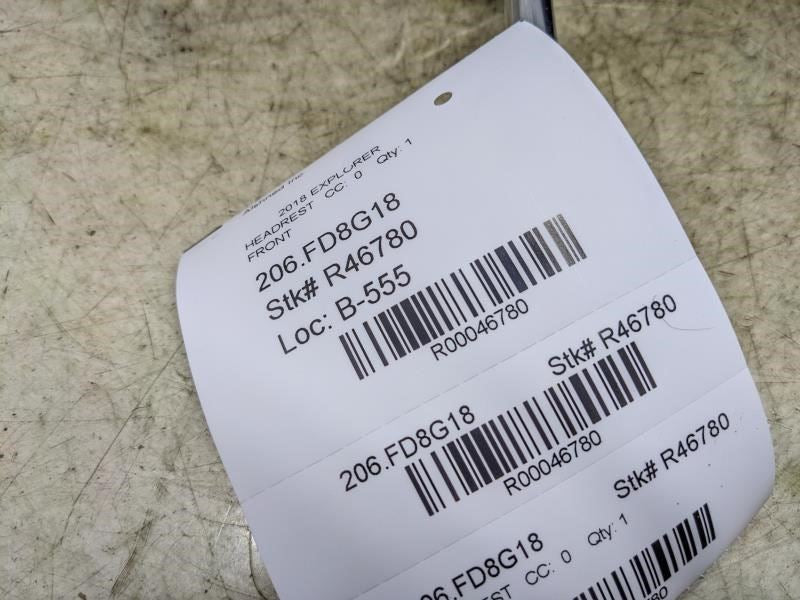 2018 EXPLORER
HEADREST CC: 0 Qty: 1
FRONT
206.FD8G18
Stk# R46780
Loc: B-555
R00046780
206.FD8G18 Stk# R46780
R00046780
206.FD8G18 Stk# R46780
CC: 0 Qty: 1